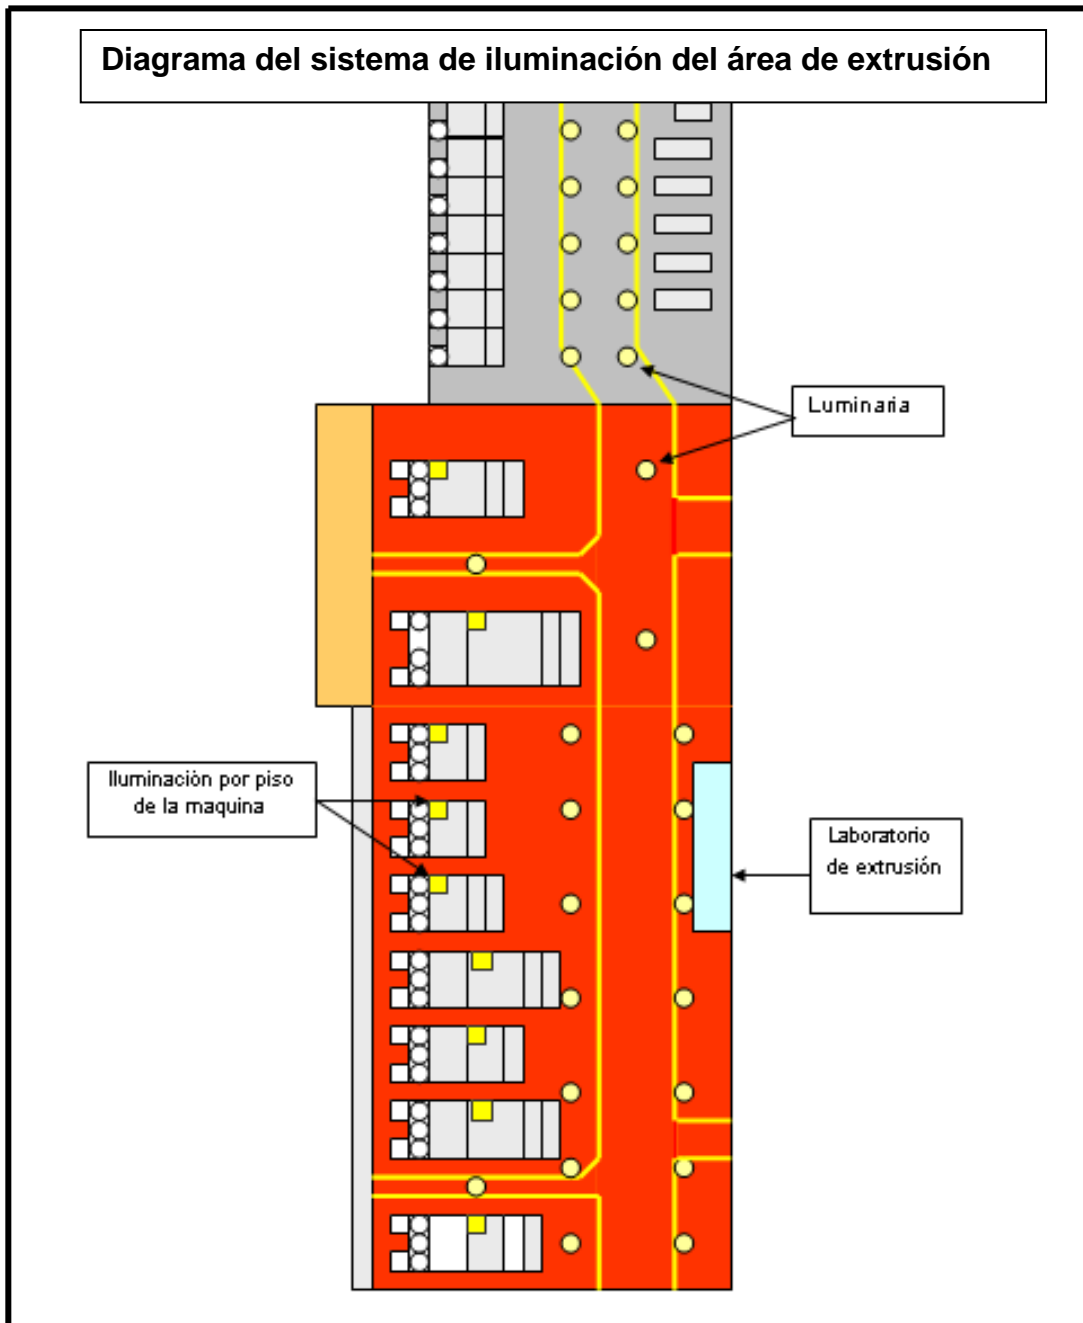 Diagrama del sistema de iluminación del área de extrusión
Luminaria
Iluminación por piso
de la maquina
Laboratorio
de extrusión